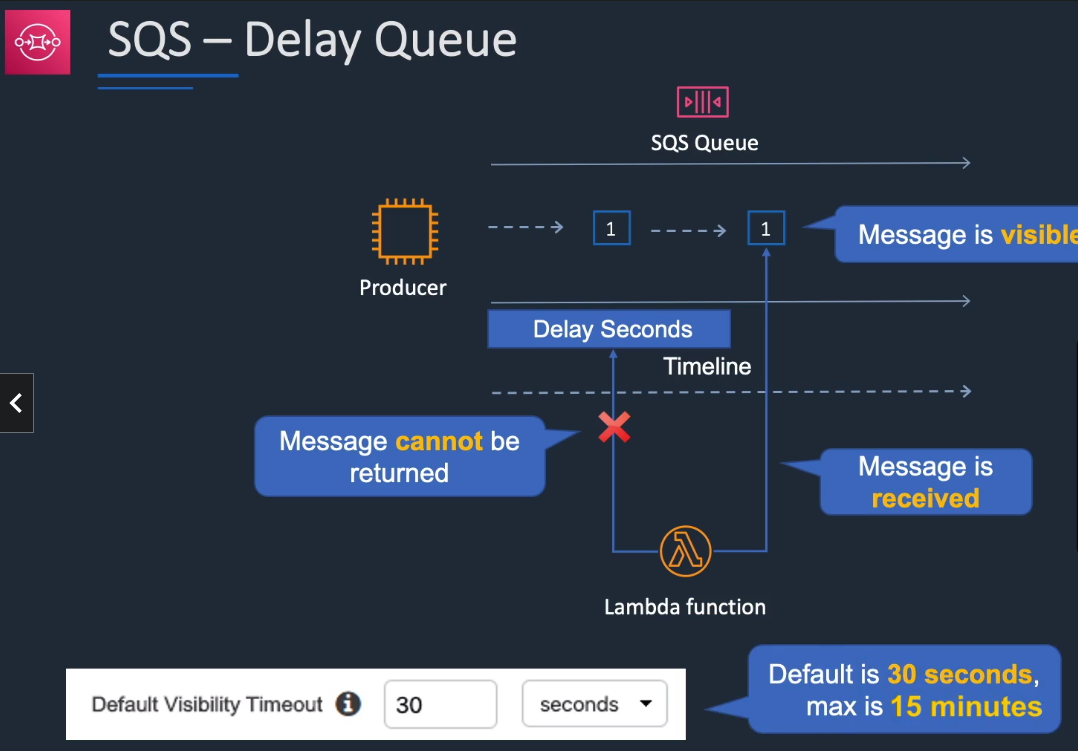 SQS – Delay Queue
SQS Queue
1
1
Message is visible
Producer
Delay Seconds
Timeline
Message cannot be
returned
Message is
received
Lambda function
Default Visibility Timeout i
30
seconds
Default is 30 seconds,
max is 15 minutes